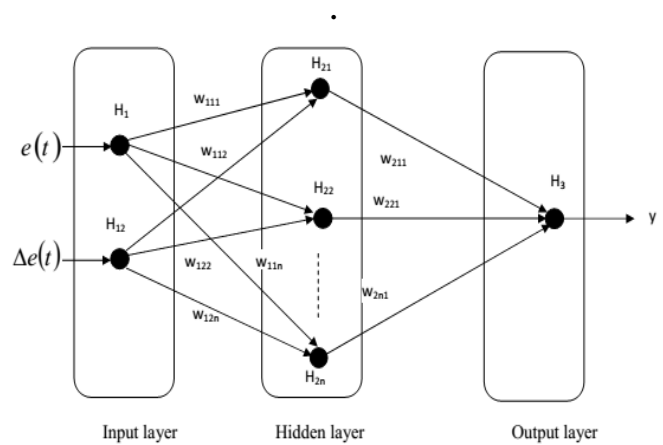 H₂₁
H₁ w₁₁₁
e(t) w₁₁₂ w₂₁₁
H₂₂ H₃
H₁₂ w₂₂₁ y
Δe(t) w₁₂₂ w₁₁ₙ
w₁₂ₙ w₂ₙ₁
H₂ₙ
Input layer Hidden layer Output layer